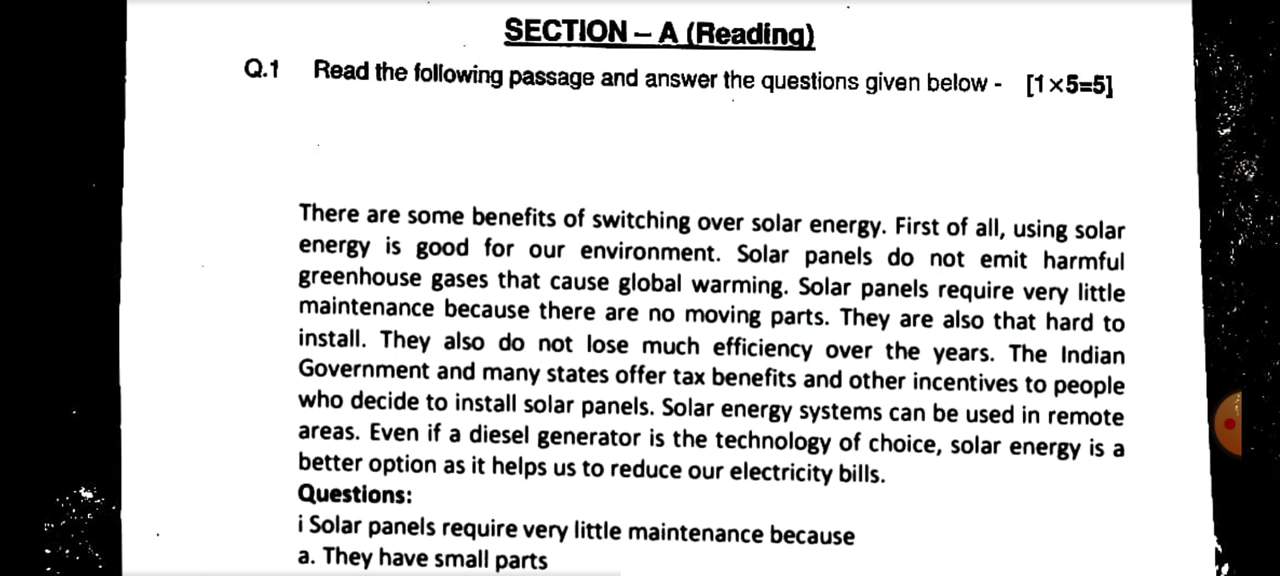 SECTION – A (Reading)
Q.1 Read the following passage and answer the questions given below - [1×5=5]
There are some benefits of switching over solar energy. First of all, using solar
energy is good for our environment. Solar panels do not emit harmful
greenhouse gases that cause global warming. Solar panels require very little
maintenance because there are no moving parts. They are also that hard to
install. They also do not lose much efficiency over the years. The Indian
Government and many states offer tax benefits and other incentives to people
who decide to install solar panels. Solar energy systems can be used in remote
areas. Even if a diesel generator is the technology of choice, solar energy is a
better option as it helps us to reduce our electricity bills.
Questions:
i Solar panels require very little maintenance because
a. They have small parts